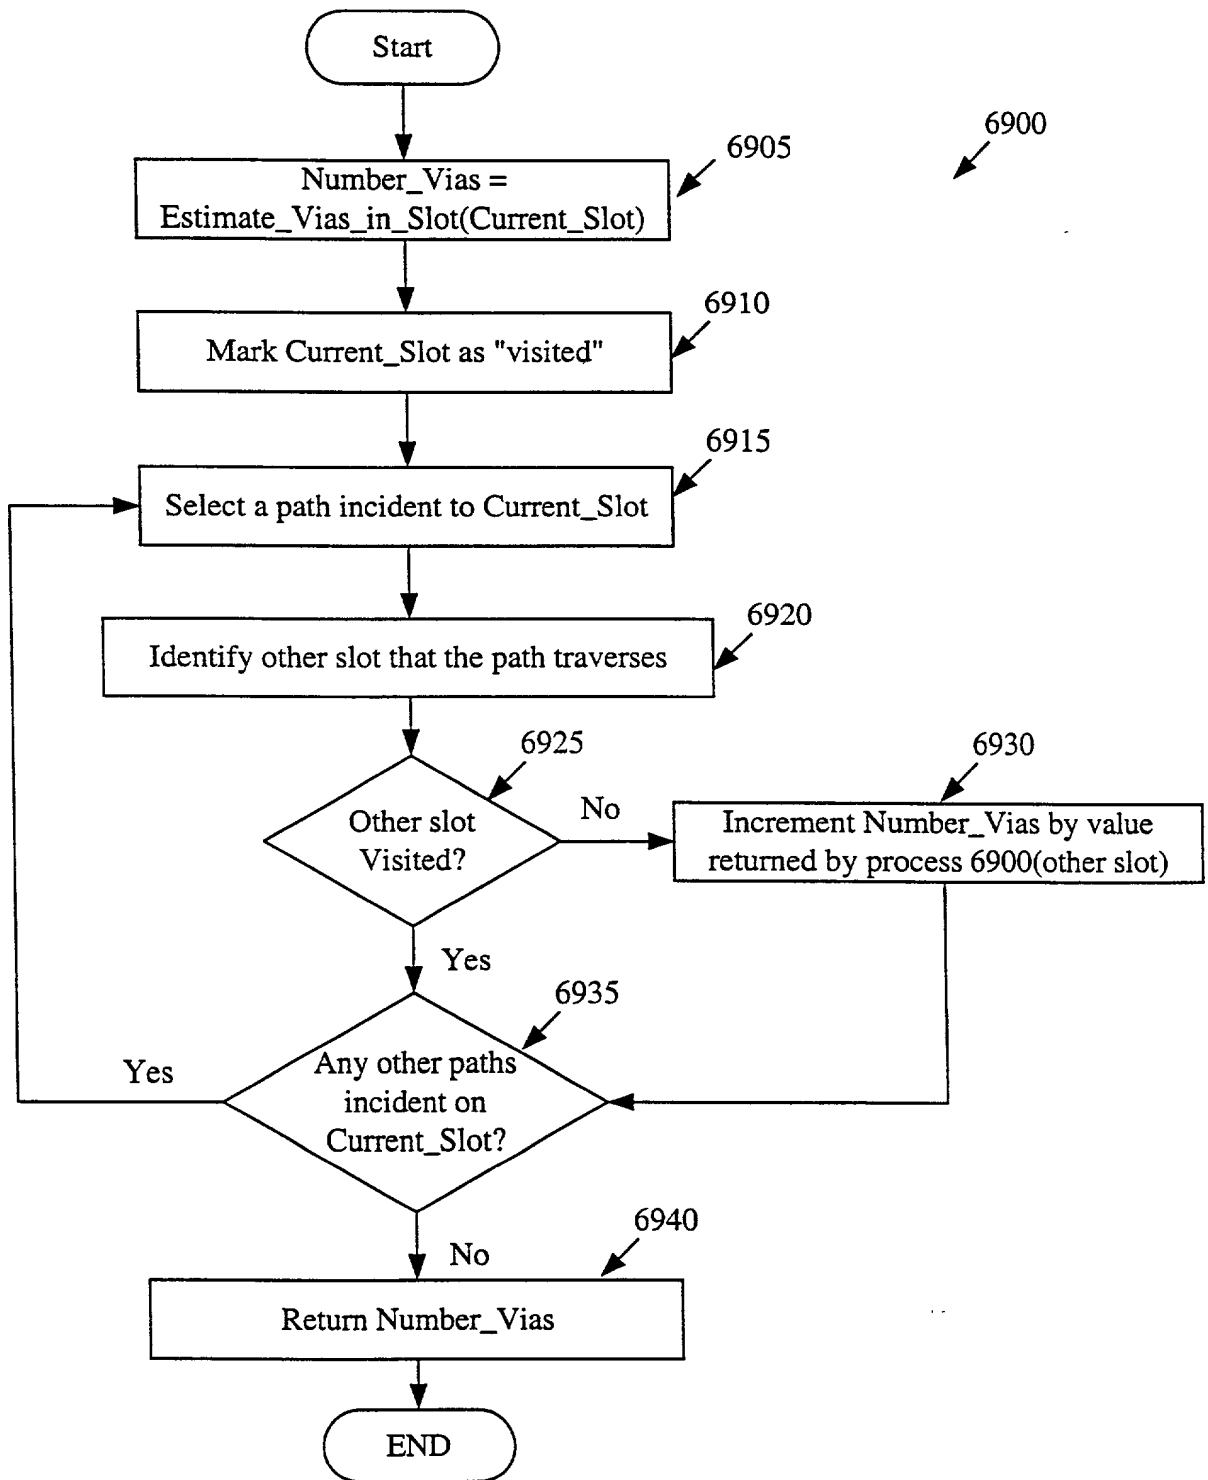 Start
6900
6905
Number_Vias =
Estimate_Vias_in_Slot(Current_Slot)
6910
Mark Current_Slot as "visited"
6915
Select a path incident to Current_Slot
6920
Identify other slot that the path traverses
6925
Other slot
Visited?
No
6930
Increment Number_Vias by value
returned by process 6900(other slot)
Yes
6935
Any other paths
incident on
Current_Slot?
Yes
No
6940
Return Number_Vias
END